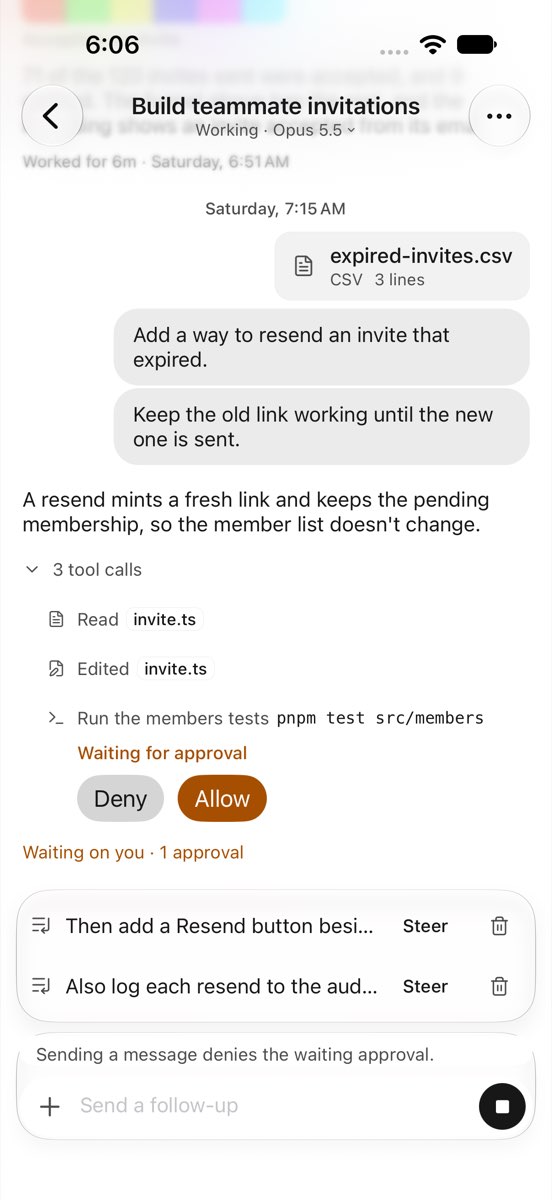 6:06
Build teammate invitations
Working · Opus 5.5
Worked for 6m · Saturday, 6:51 AM
Saturday, 7:15 AM
expired-invites.csv
CSV 3 lines
Add a way to resend an invite that
expired.
Keep the old link working until the new
one is sent.
A resend mints a fresh link and keeps the pending
membership, so the member list doesn't change.
3 tool calls
Read invite.ts
Edited invite.ts
Run the members tests pnpm test src/members
Waiting for approval
Deny Allow
Waiting on you · 1 approval
Then add a Resend button besi... Steer
Also log each resend to the aud... Steer
Sending a message denies the waiting approval.
Send a follow-up